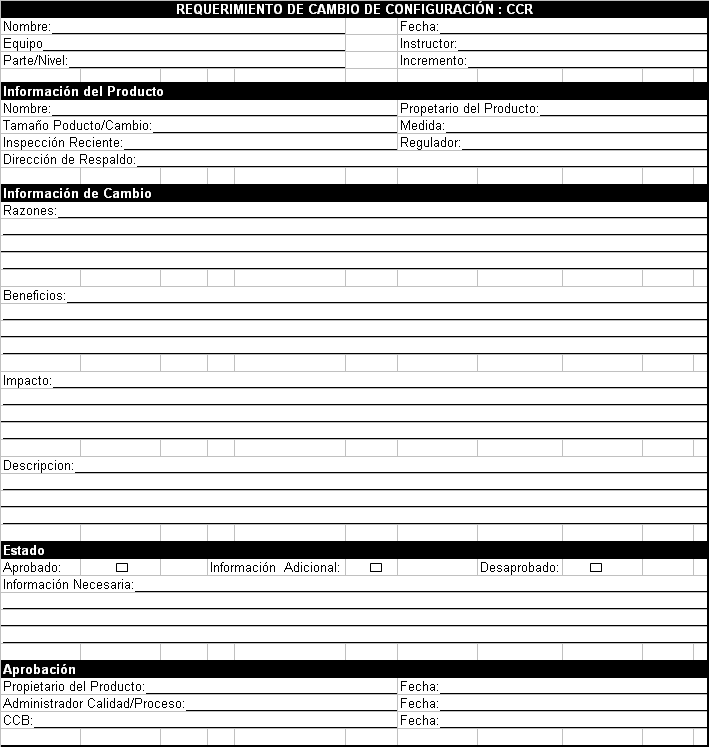 REQUERIMIENTO DE CAMBIO DE CONFIGURACIÓN : CCR
Nombre: Fecha:
Equipo Instructor:
Parte/Nivel: Incremento:
Información del Producto
Nombre: Propetario del Producto:
Tamaño Poducto/Cambio: Medida:
Inspección Reciente: Regulador:
Dirección de Respaldo:
Información de Cambio
Razones:
Beneficios:
Impacto:
Descripcion:
Estado
Aprobado: Información Adicional: Desaprobado:
Información Necesaria:
Aprobación
Propietario del Producto: Fecha:
Administrador Calidad/Proceso: Fecha:
CCB: Fecha: